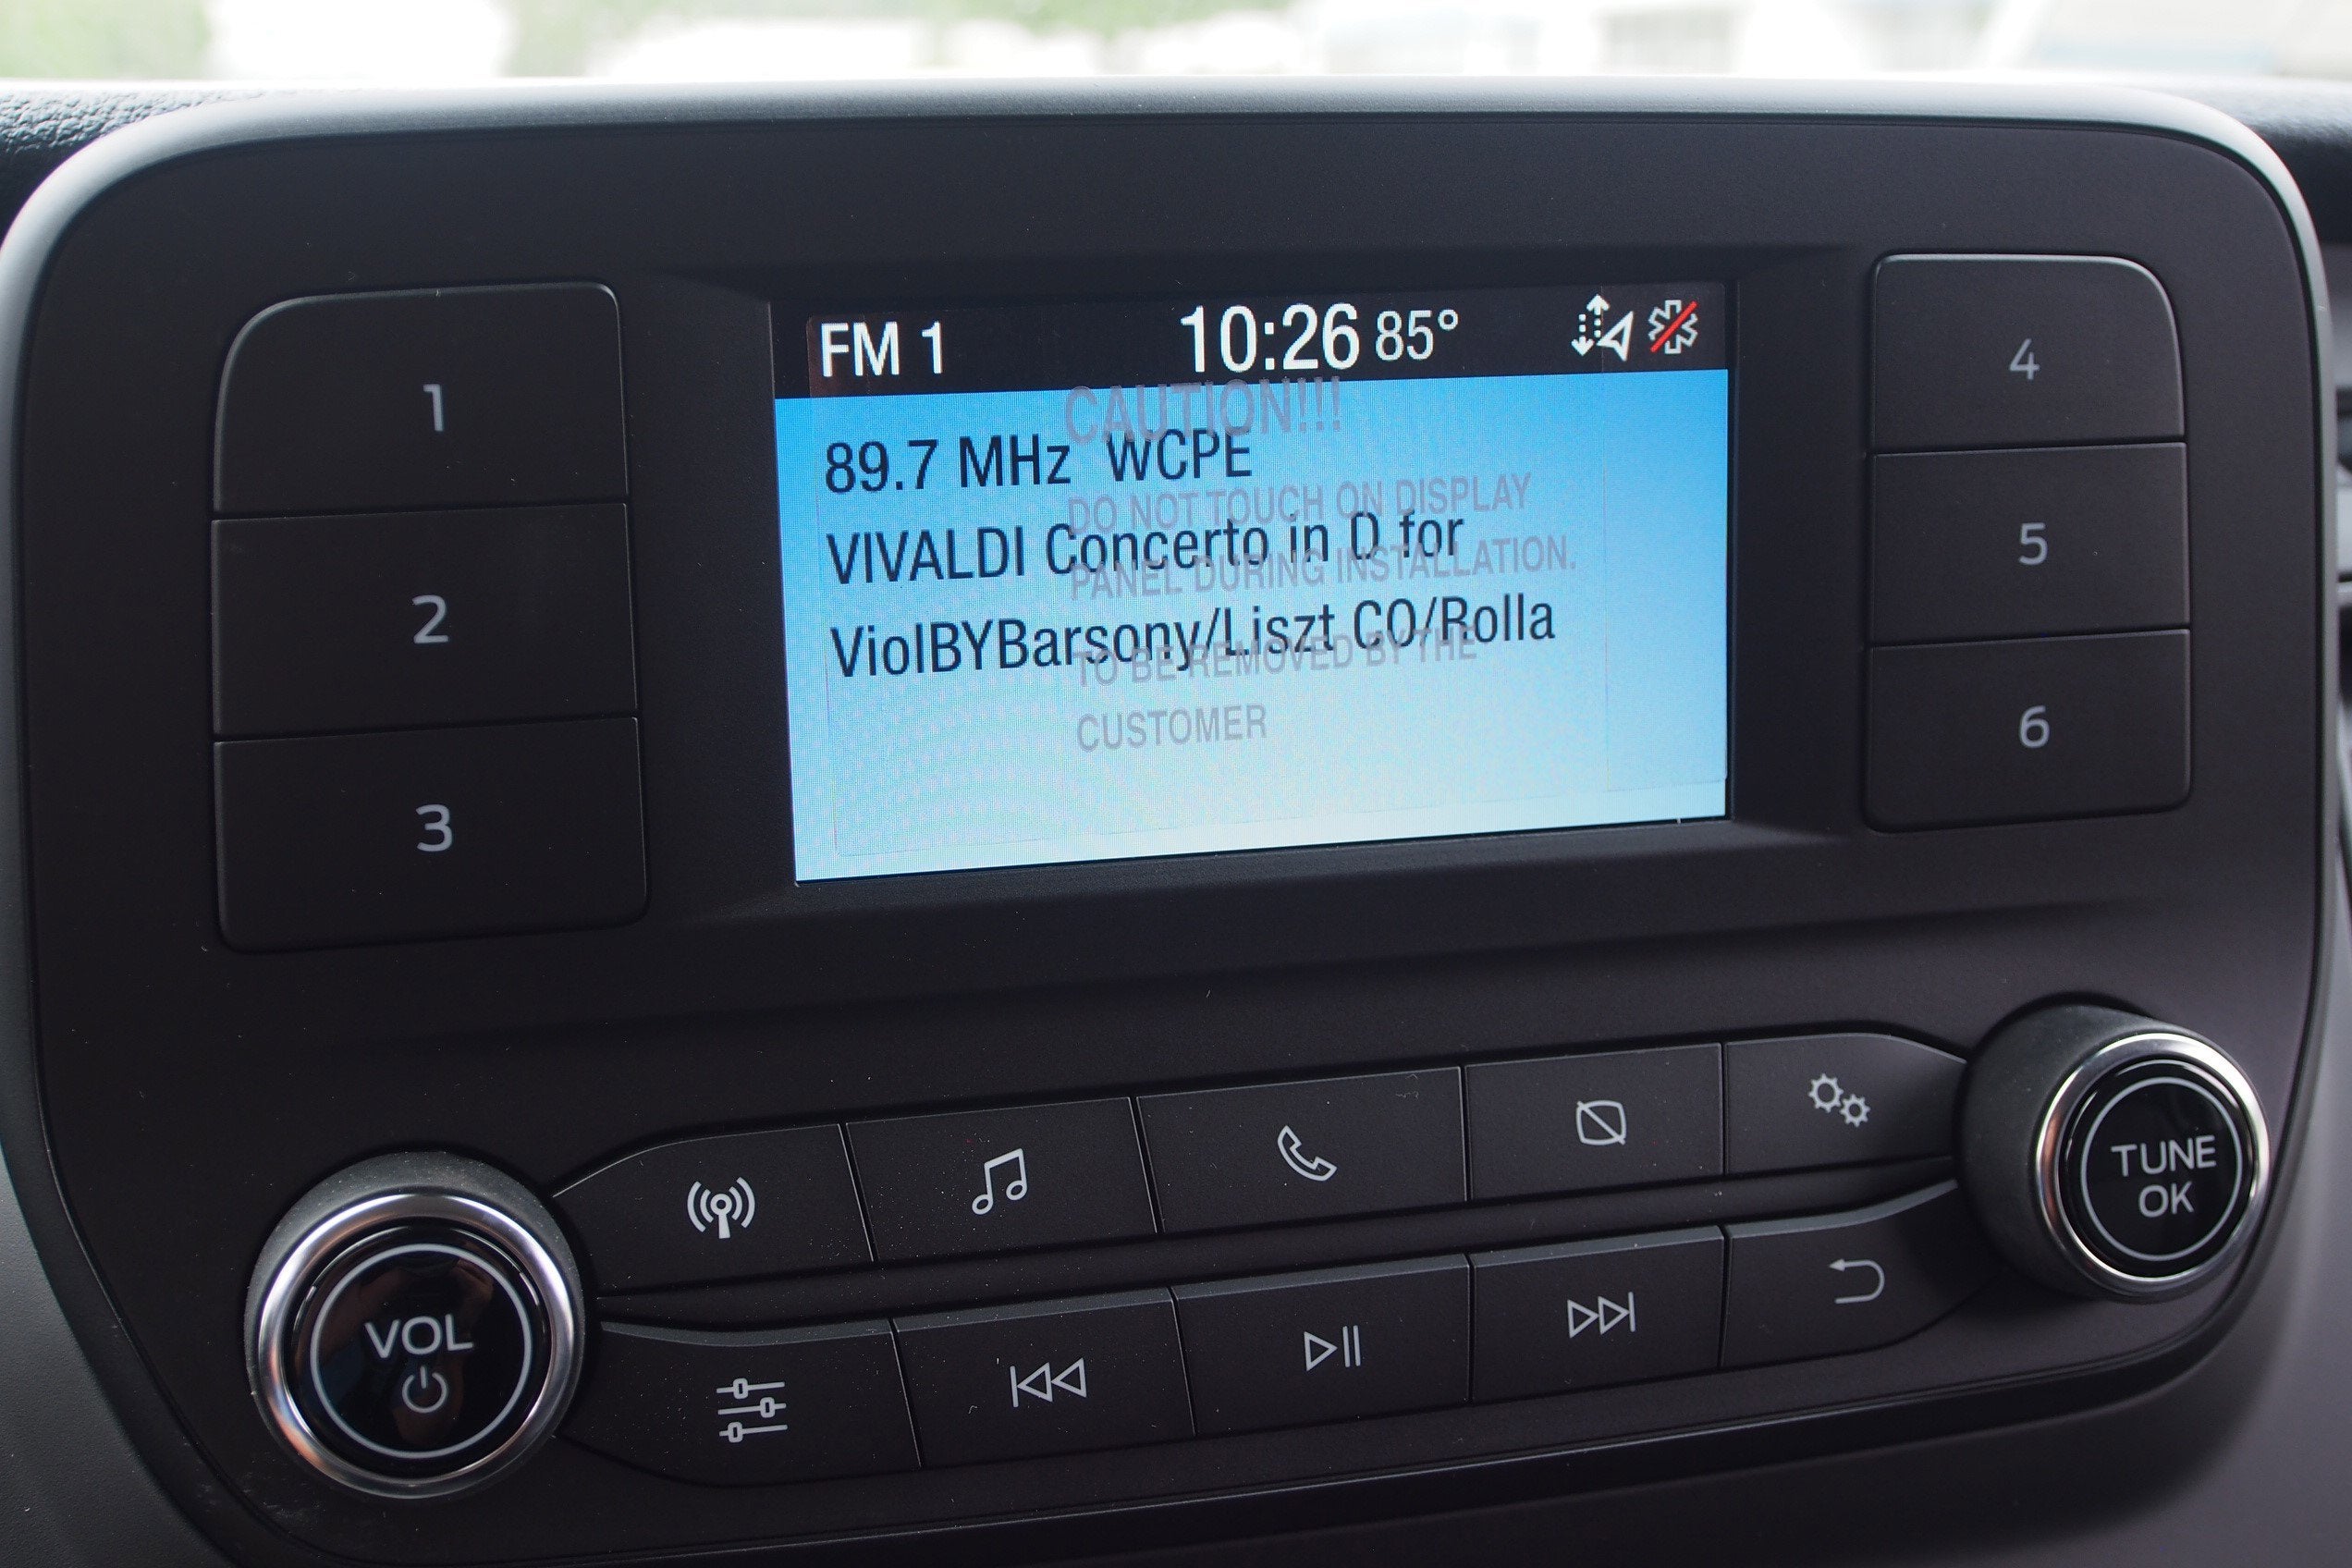 FM 1 10:26 85°
CAUTION!!!
89.7 MHz WCPE
DO NOT TOUCH ON DISPLAY
VIVALDI Concerto in D for
PANEL DURING INSTALLATION.
ViolBYBarsony/Liszt CO/Rolla
TO BE REMOVED BY THE
CUSTOMER
1
2
3
4
5
6
VOL
TUNE
OK